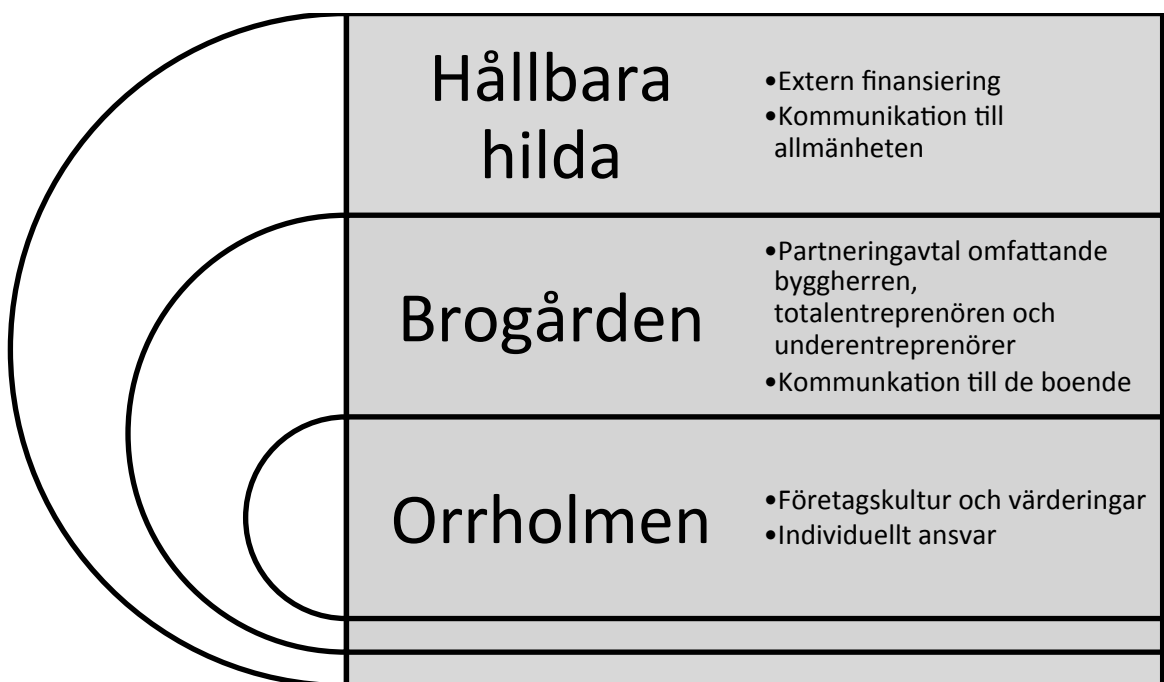 Hållbara
hilda
•Extern finansiering
•Kommunikation till
allmänheten
Brogården
•Partneringavtal omfattande
byggherren,
totalentreprenören och
underentreprenörer
•Kommunkation till de boende
Orrholmen
•Företagskultur och värderingar
•Individuellt ansvar